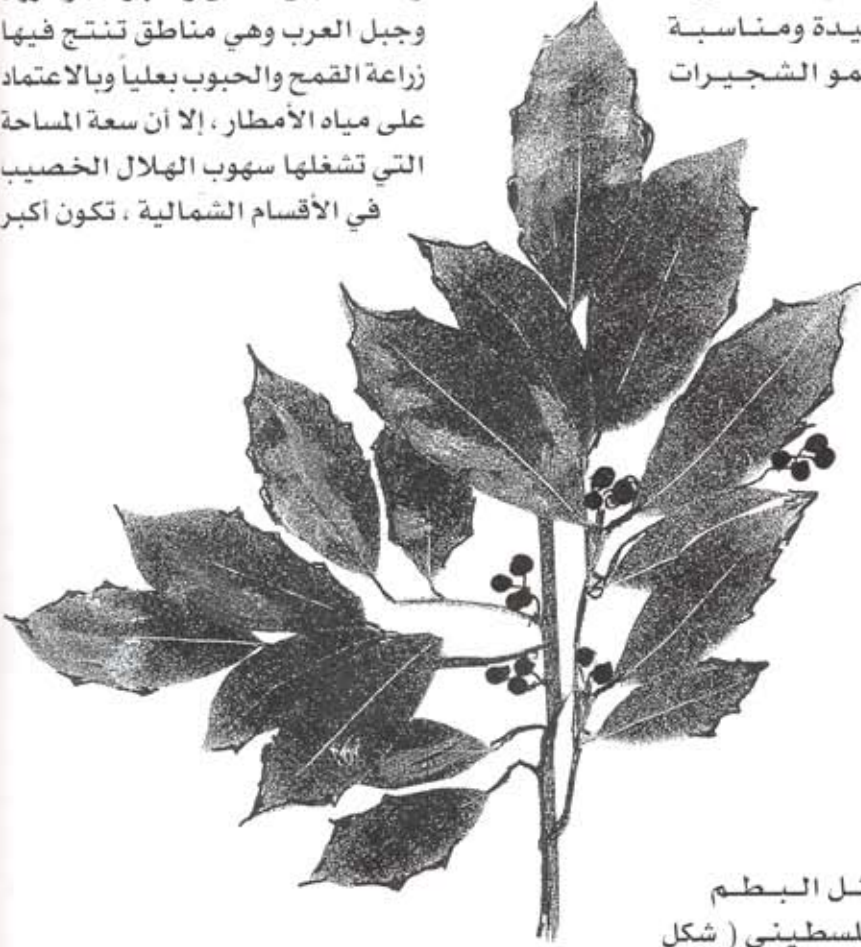 يدة ومناسبة
مو الشجيرات
ثل البطم
لسطيني ( شكل
وجبل العرب وهي مناطق تنتج فيها
زراعة القمح والحبوب بعلياً وبالاعتماد
على مياه الأمطار ، إلا أن سعة المساحة
التي تشغلها سهوب الهلال الخصيب
في الأقسام الشمالية ، تكون أكبر